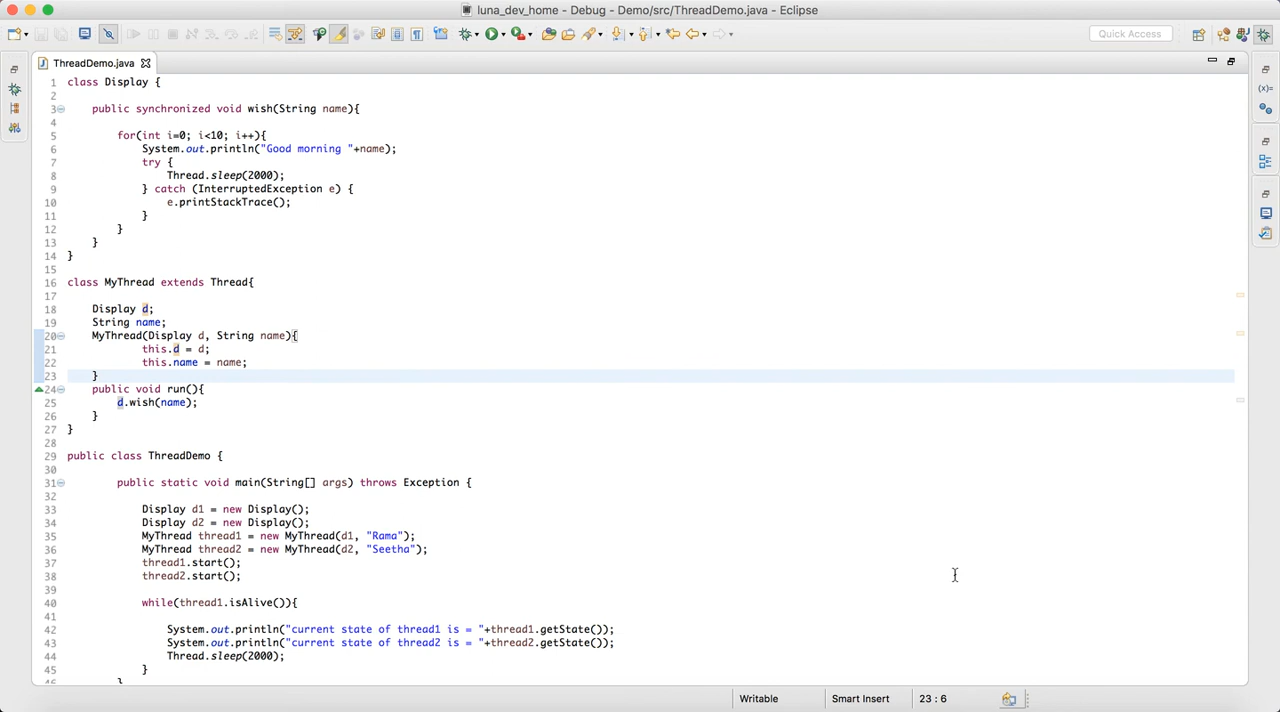 luna_dev_home - Debug - Demo/src/ThreadDemo.java - Eclipse
Quick Access
ThreadDemo.java
1 class Display {
2
3 public synchronized void wish(String name){
4
5 for(int i=0; i<10; i++){
6 System.out.println("Good morning "+name);
7 try {
8 Thread.sleep(2000);
9 } catch (InterruptedException e) {
10 e.printStackTrace();
11 }
12 }
13 }
14 }
15
16 class MyThread extends Thread{
17
18 Display d;
19 String name;
20 MyThread(Display d, String name){
21 this.d = d;
22 this.name = name;
23 }
24 public void run(){
25 d.wish(name);
26 }
27 }
28
29 public class ThreadDemo {
30
31 public static void main(String[] args) throws Exception {
32
33 Display d1 = new Display();
34 Display d2 = new Display();
35 MyThread thread1 = new MyThread(d1, "Rama");
36 MyThread thread2 = new MyThread(d2, "Seetha");
37 thread1.start();
38 thread2.start();
39
40 while(thread1.isAlive()){
41
42 System.out.println("current state of thread1 is = "+thread1.getState());
43 System.out.println("current state of thread2 is = "+thread2.getState());
44 Thread.sleep(2000);
45 }
46 }
Writable Smart Insert 23 : 6